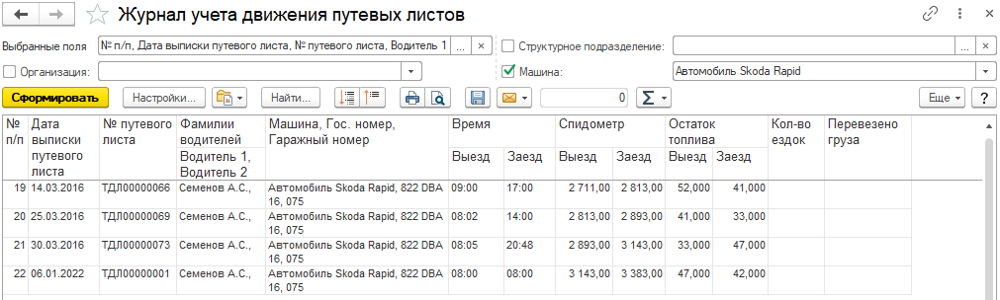 Журнал учета движения путевых листов
Выбранные поля № п/п, Дата выписки путевого листа, № путевого листа, Водитель 1 ... × Структурное подразделение: ... ×
Организация: Машина: Автомобиль Skoda Rapid
Сформировать Настройки... Найти... 0 Σ Еще ?
№ п/п
Дата выписки путевого листа
№ путевого листа
Фамилии водителей
Водитель 1, Водитель 2
Машина, Гос. номер, Гаражный номер
Время
Выезд Заезд
Спидометр
Выезд Заезд
Остаток топлива
Выезд Заезд
Кол-во ездок
Перевезено груза
19 14.03.2016 ТДЛ00000066 Семенов А.С., Автомобиль Skoda Rapid, 822 DBA 09:00 17:00 2 711,00 2 813,00 52,000 41,000
16, 075
20 25.03.2016 ТДЛ00000069 Семенов А.С., Автомобиль Skoda Rapid, 822 DBA 08:02 14:00 2 813,00 2 893,00 41,000 33,000
16, 075
21 30.03.2016 ТДЛ00000073 Семенов А.С., Автомобиль Skoda Rapid, 822 DBA 08:05 20:48 2 893,00 3 143,00 33,000 47,000
16, 075
22 06.01.2022 ТДЛ00000001 Семенов А.С., Автомобиль Skoda Rapid, 822 DBA 08:00 08:00 3 143,00 3 383,00 47,000 42,000
16, 075